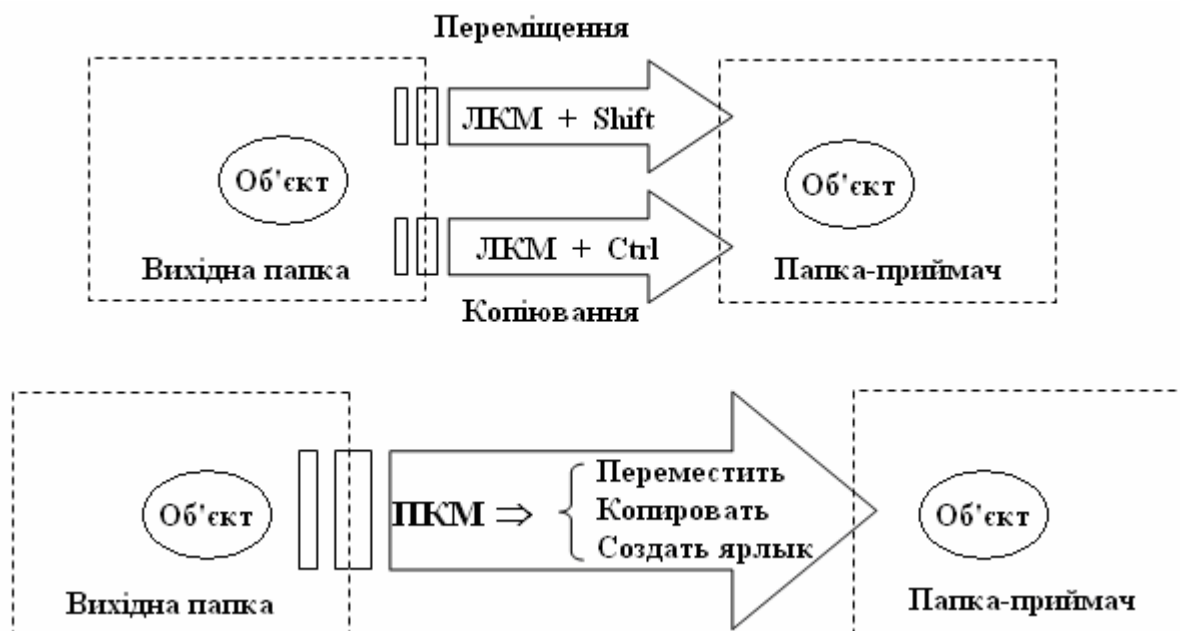 Переміщення
ЛКМ + Shift
Об'єкт
Об'єкт
Вихідна папка
ЛКМ + Ctrl
Папка-приймач
Копіювання
Переместить
Об'єкт
ПКМ ⇒
Копировать
Об'єкт
Создать ярлык
Вихідна папка
Папка-приймач